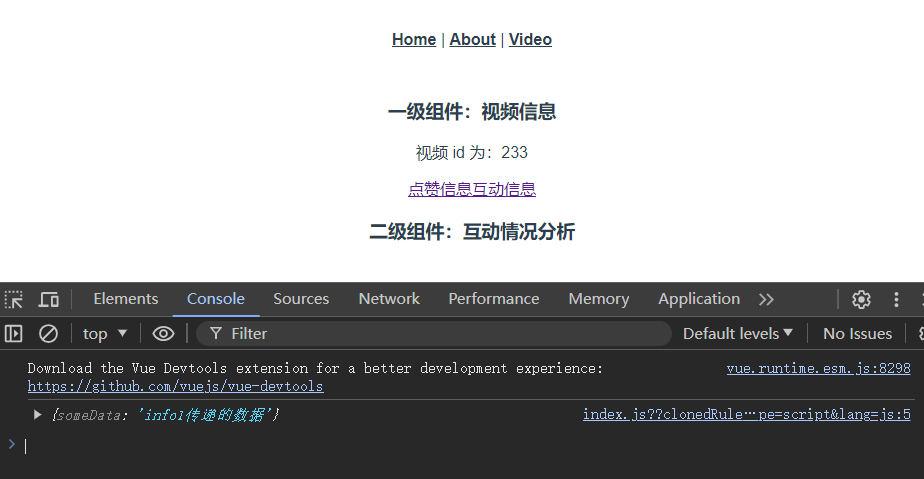 Home | About | Video
一级组件：视频信息
视频 id 为：233
点赞信息互动信息
二级组件：互动情况分析
Elements Console Sources Network Performance Memory Application
top Filter Default levels No Issues
Download the Vue Devtools extension for a better development experience: vue.runtime.esm.js:8298
https://github.com/vuejs/vue-devtools
{someData: 'info1传递的数据'} index.js??clonedRule…pe=script&lang=js:5